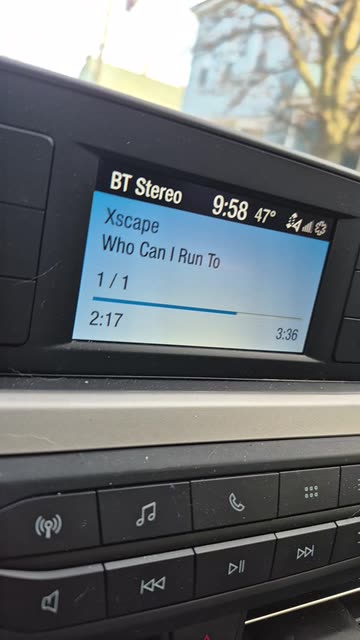 BT Stereo 9:58 47°
Xscape
Who Can I Run To
1 / 1
2:17 3:36